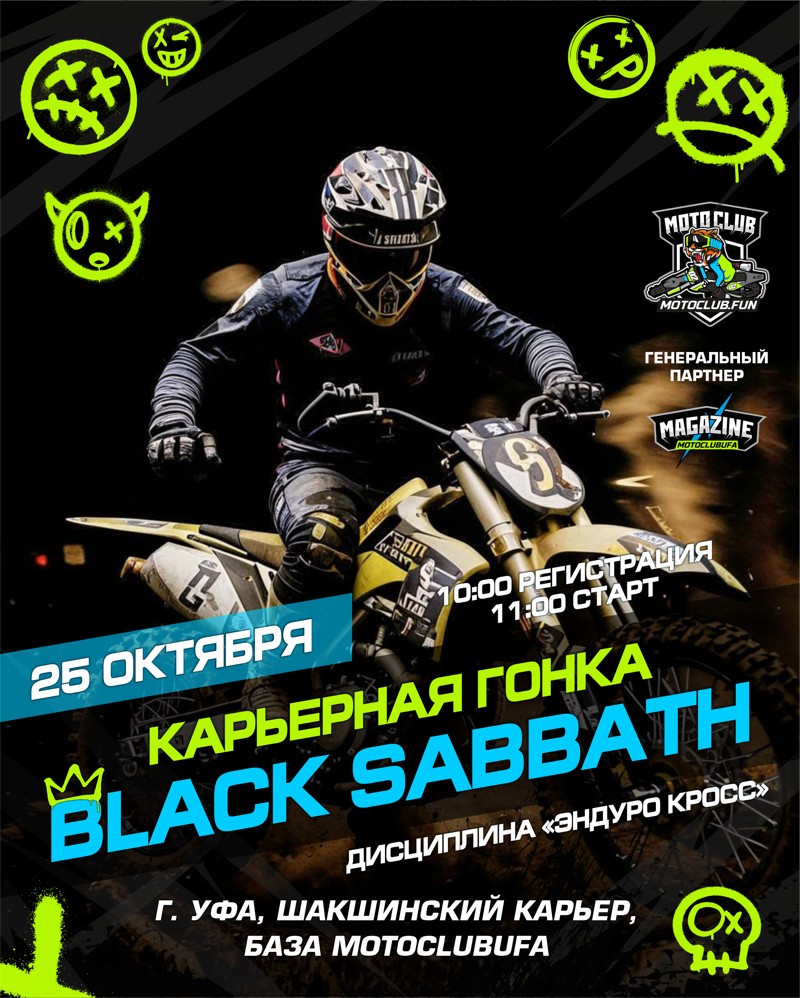 MOTO CLUB
MOTOCLUB.FUN
ГЕНЕРАЛЬНЫЙ
ПАРТНЕР
MAGAZINE
MOTOCLUBUFA
10:00 РЕГИСТРАЦИЯ
11:00 СТАРТ
25 ОКТЯБРЯ
КАРЬЕРНАЯ ГОНКА
BLACK SABBATH
ДИСЦИПЛИНА «ЭНДУРО КРОСС»
Г. УФА, ШАКШИНСКИЙ КАРЬЕР,
БАЗА MOTOCLUBUFA